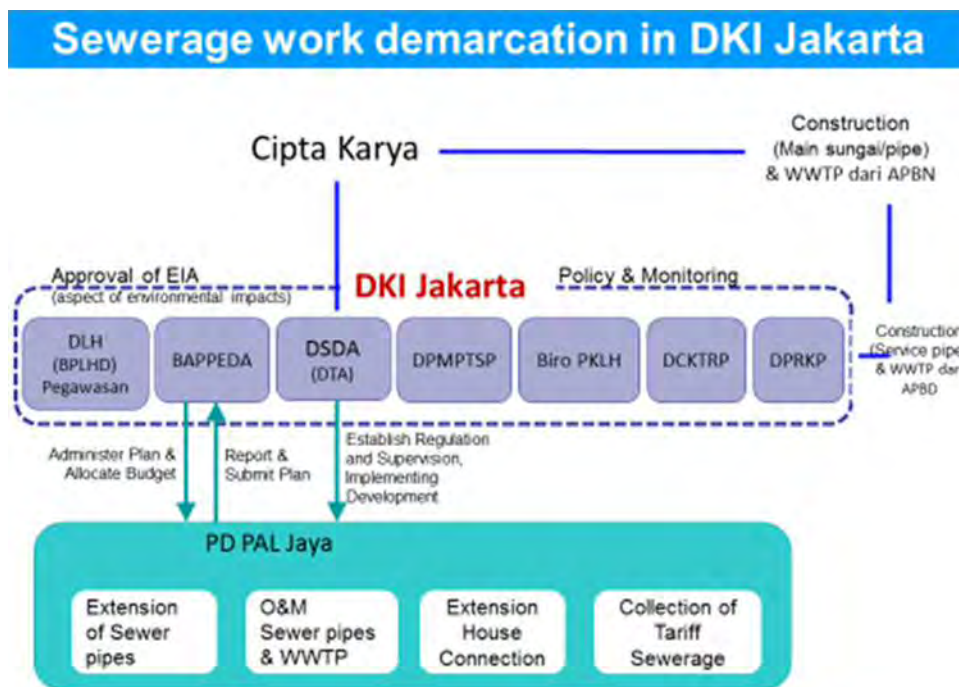 Sewerage work demarcation in DKI Jakarta
Cipta Karya
Construction
(Main sungai/pipe)
& WWTP dari APBN
Approval of EIA
(aspect of environmental impacts)
DKI Jakarta
Policy & Monitoring
DLH
(BPLHD)
Pegawasan
BAPPEDA
DSDA
(DTA)
DPMPTSP
Biro PKLH
DCKTRP
DPRKP
Construction
(Service pipe
& WWTP dar
APBD
Administer Plan &
Allocate Budget
Report &
Submit Plan
Establish Regulation
and Supervision,
Implementing
Development
PD PAL Jaya
Extension
of Sewer
pipes
O&M
Sewer pipes
& WWTP
Extension
House
Connection
Collection of
Tariff
Sewerage